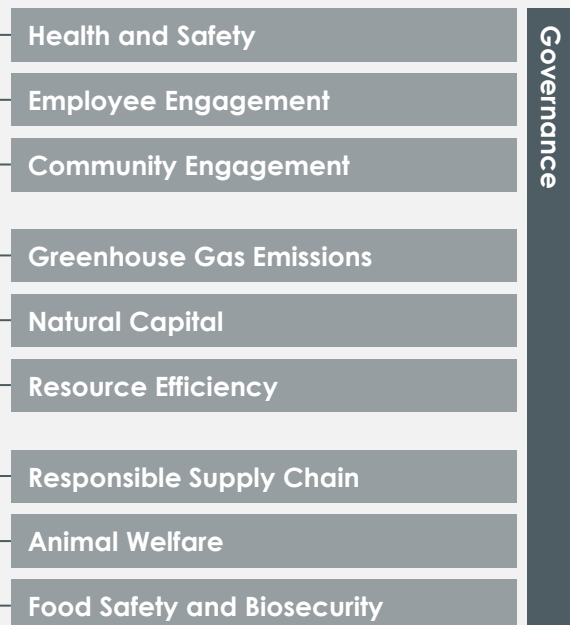 Health and Safety
Employee Engagement
Community Engagement
Greenhouse Gas Emissions
Natural Capital
Resource Efficiency
Responsible Supply Chain
Animal Welfare
Food Safety and Biosecurity
Governance